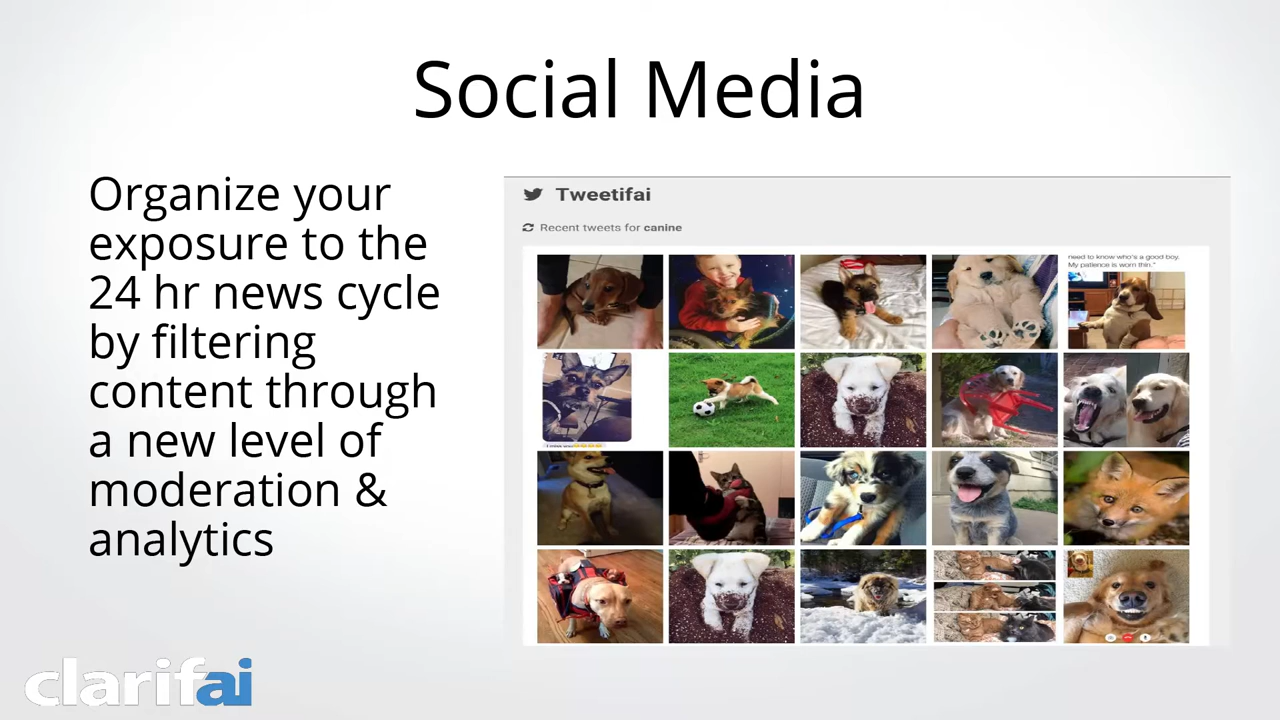 Social Media
Organize your
exposure to the
24 hr news cycle
by filtering
content through
a new level of
moderation &
analytics
Tweetifai
Recent tweets for canine
need to know who's a good boy.
My patience is worn thin."
clarifai